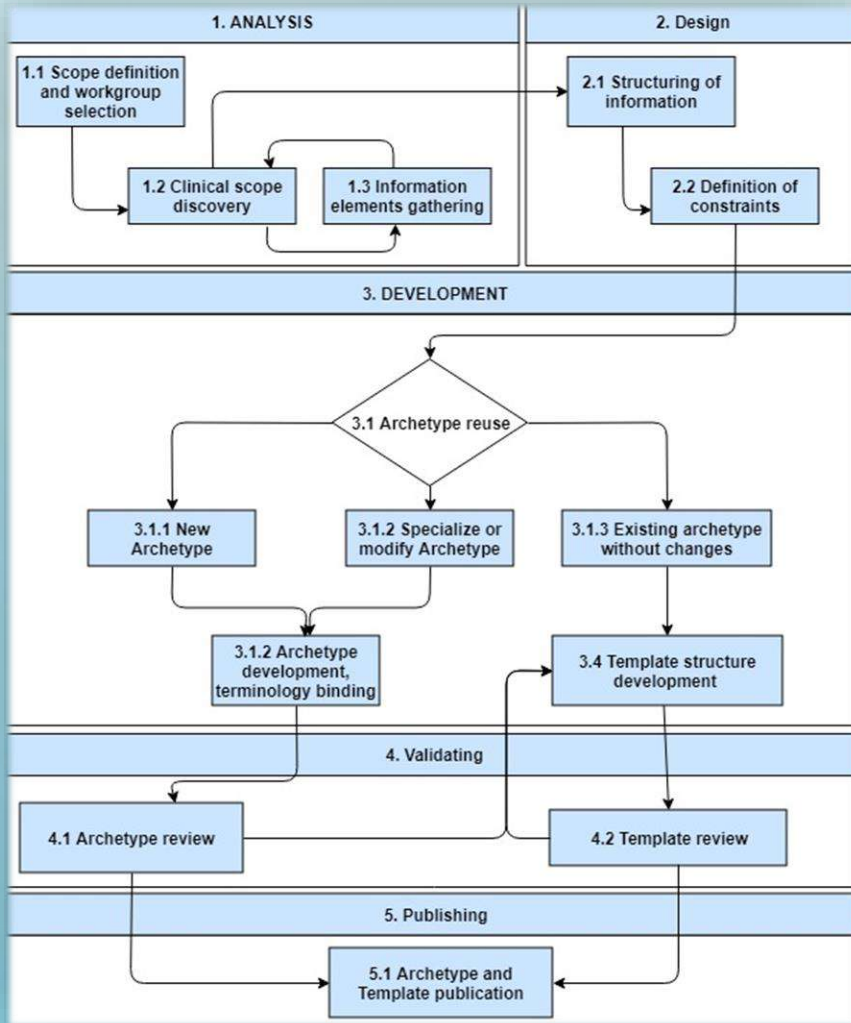 1. ANALYSIS
2. Design
1.1 Scope definition
and workgroup
selection
2.1 Structuring of
information
1.2 Clinical scope
discovery
1.3 Information
elements gathering
2.2 Definition of
constraints
3. DEVELOPMENT
3.1 Archetype reuse
3.1.1 New
Archetype
3.1.2 Specialize or
modify Archetype
3.1.3 Existing archetype
without changes
3.1.2 Archetype
development,
terminology binding
3.4 Template structure
development
4. Validating
4.1 Archetype review
4.2 Template review
5. Publishing
5.1 Archetype and
Template publication